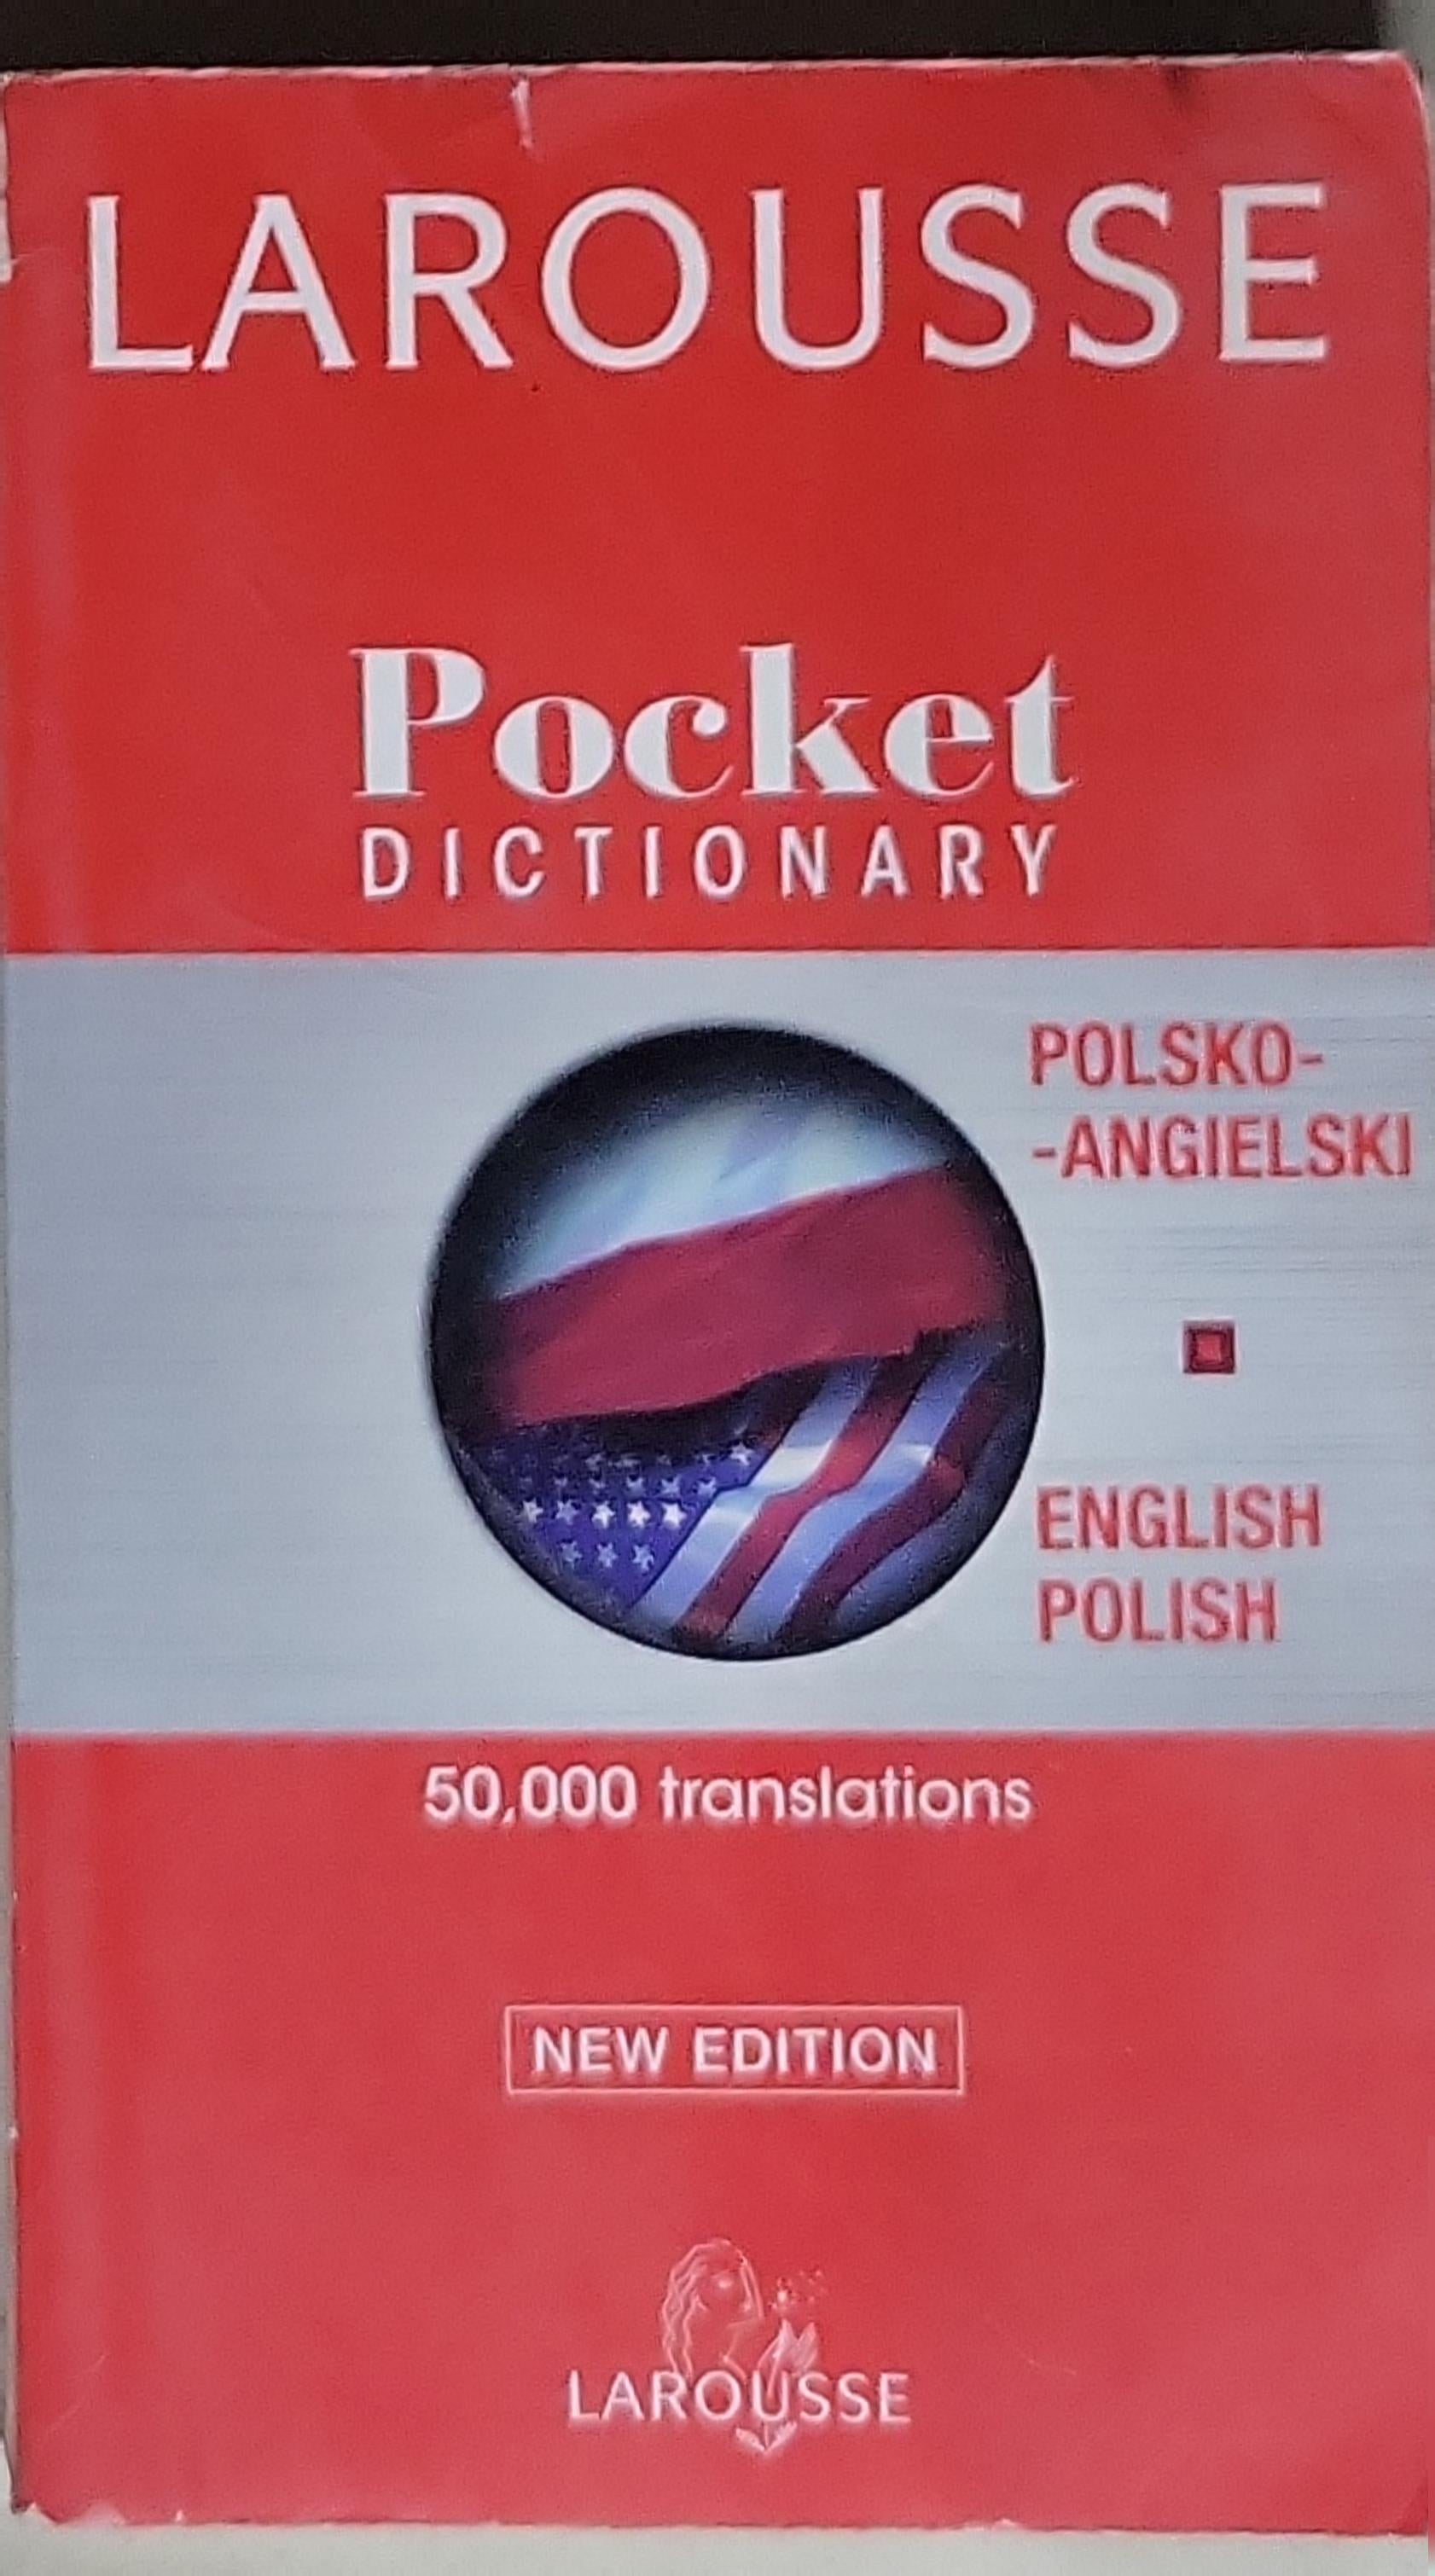 LAROUSSE
Pocket
DICTIONARY
POLSKO-
-ANGIELSKI
ENGLISH
POLISH
50,000 translations
NEW EDITION
LAROUSSE